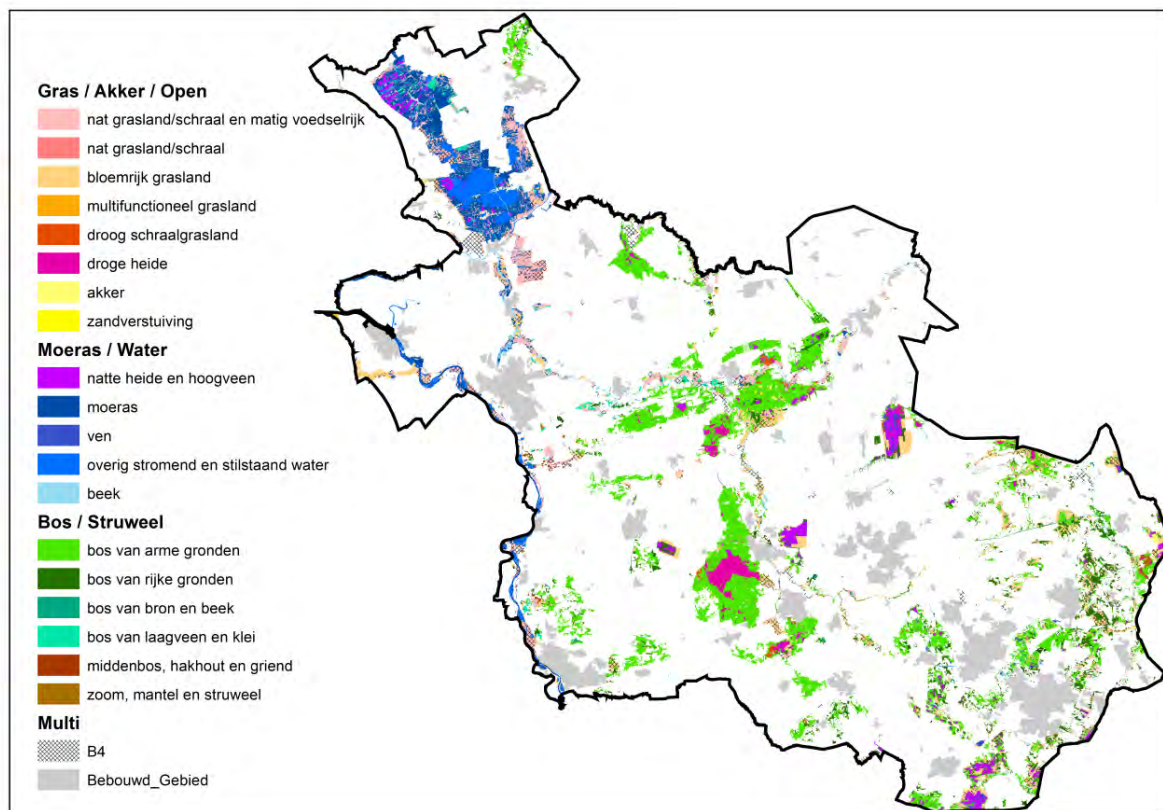 Gras / Akker / Open
nat grasland/schraal en matig voedselrijk
nat grasland/schraal
bloemrijk grasland
multifunctioneel grasland
droog schraalgrasland
droge heide
akker
zandverstuiving
Moeras / Water
natte heide en hoogveen
moeras
ven
overig stromend en stilstaand water
beek
Bos / Struweel
bos van arme gronden
bos van rijke gronden
bos van bron en beek
bos van laagveen en klei
middenbos, hakhout en griend
zoom, mantel en struweel
Multi
B4
Bebouwd_Gebied